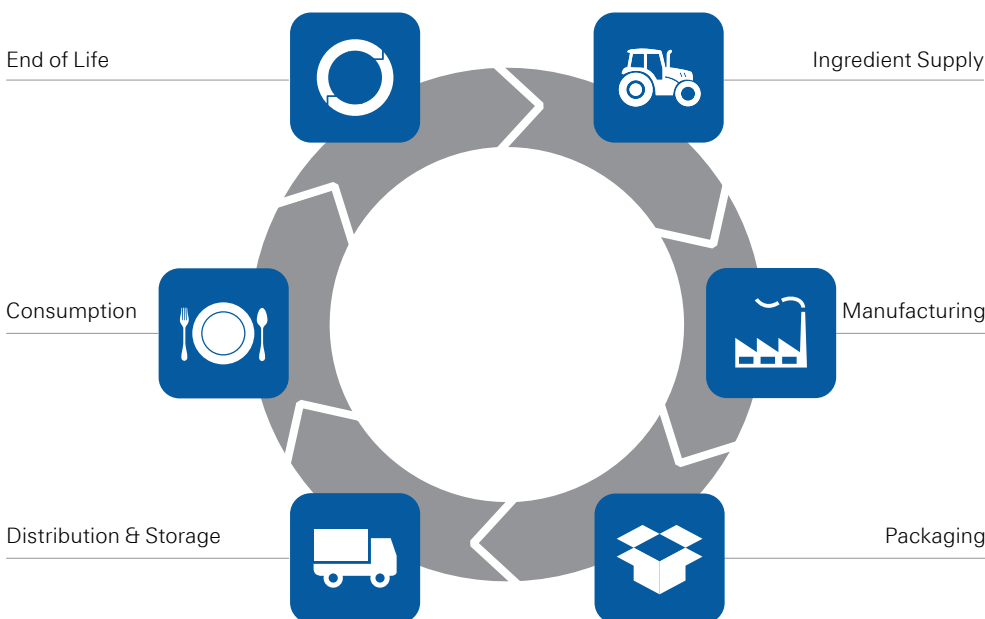 End of Life
Ingredient Supply
Consumption
Manufacturing
Distribution & Storage
Packaging